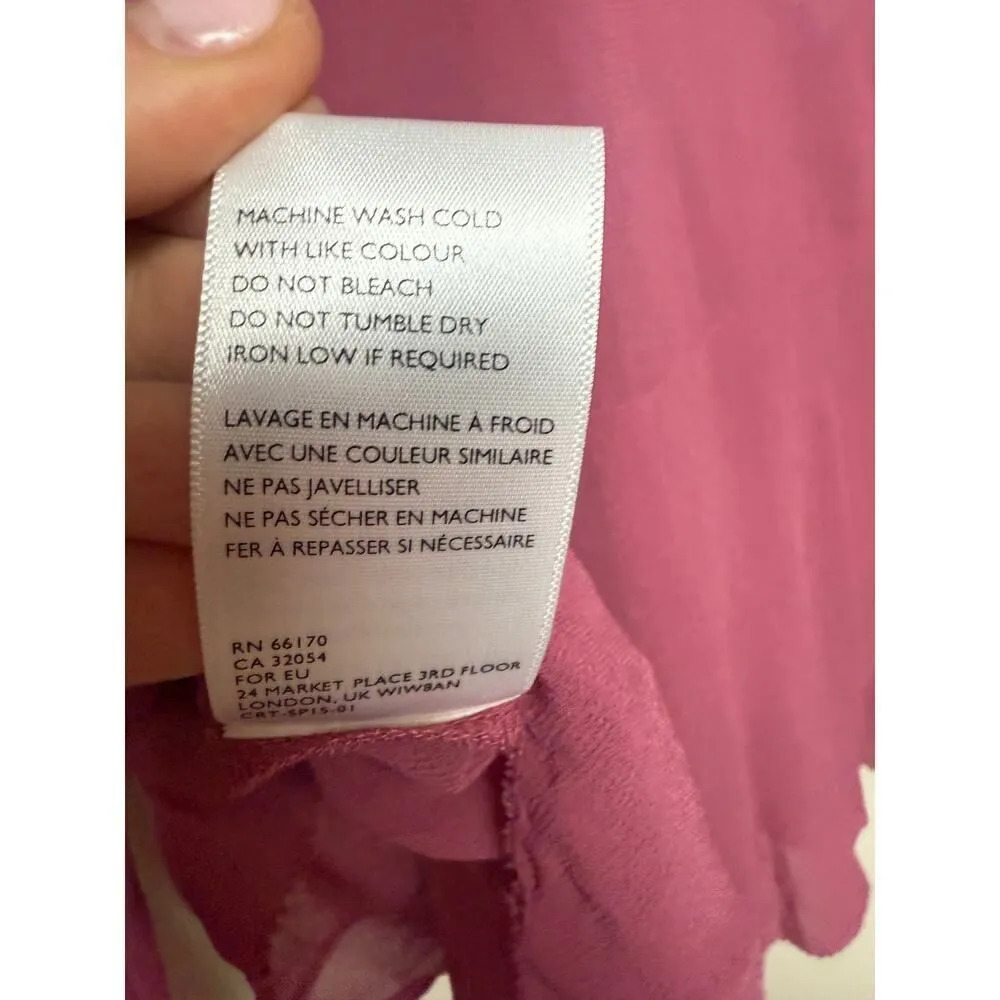 MACHINE WASH COLD
WITH LIKE COLOUR
DO NOT BLEACH
DO NOT TUMBLE DRY
IRON LOW IF REQUIRED
LAVAGE EN MACHINE À FROID
AVEC UNE COULEUR SIMILAIRE
NE PAS JAVELLISER
NE PAS SÉCHER EN MACHINE
FER À REPASSER SI NÉCESSAIRE
RN 66170
CA 32054
FOR EU
24 MARKET PLACE 3RD FLOOR
LONDON, UK W1W8AN
CRT-SP15-01